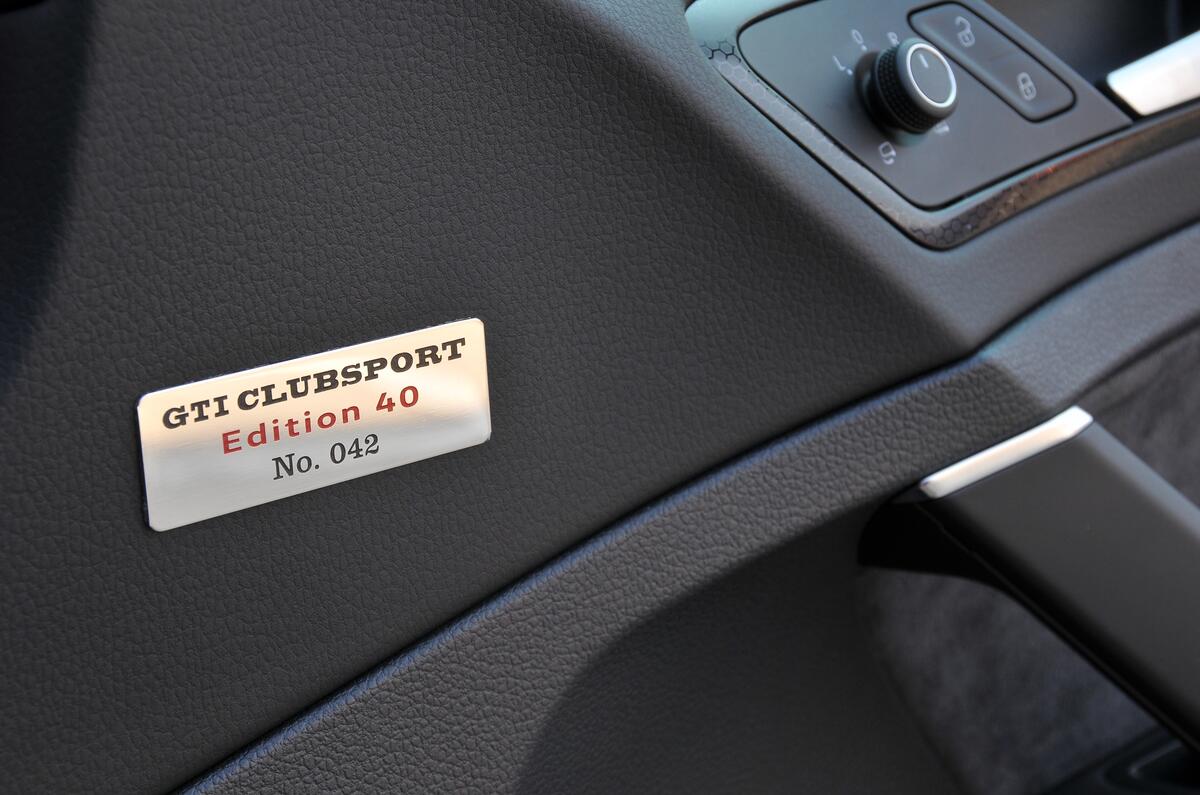 GTI CLUBSPORT
Edition 40
No. 042
O
R
L